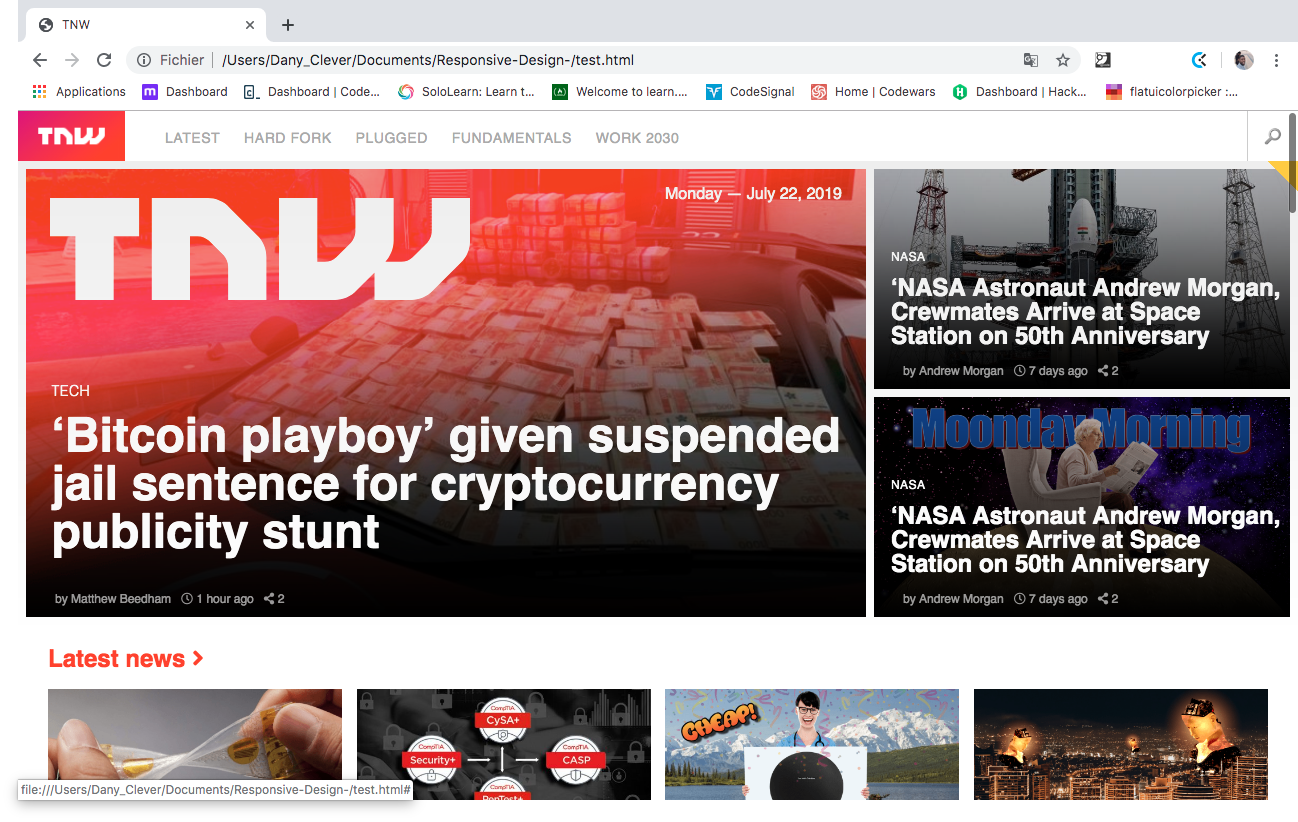 TNW
Fichier /Users/Dany_Clever/Documents/Responsive-Design-/test.html
Applications Dashboard Dashboard | Code... SoloLearn: Learn t... Welcome to learn.... CodeSignal Home | Codewars Dashboard | Hack... flatuicolorpicker :...
TNW LATEST HARD FORK PLUGGED FUNDAMENTALS WORK 2030
Monday — July 22, 2019
TNW
TECH
‘Bitcoin playboy’ given suspended
jail sentence for cryptocurrency
publicity stunt
by Matthew Beedham 1 hour ago 2
NASA
‘NASA Astronaut Andrew Morgan,
Crewmates Arrive at Space
Station on 50th Anniversary
by Andrew Morgan 7 days ago 2
Moonday Morning
NASA
‘NASA Astronaut Andrew Morgan,
Crewmates Arrive at Space
Station on 50th Anniversary
by Andrew Morgan 7 days ago 2
Latest news
CompTIA
CySA+
CompTIA
Security+
CompTIA
CASP
CompTIA
PenTest+
CHEAP!
file:///Users/Dany_Clever/Documents/Responsive-Design-/test.html#